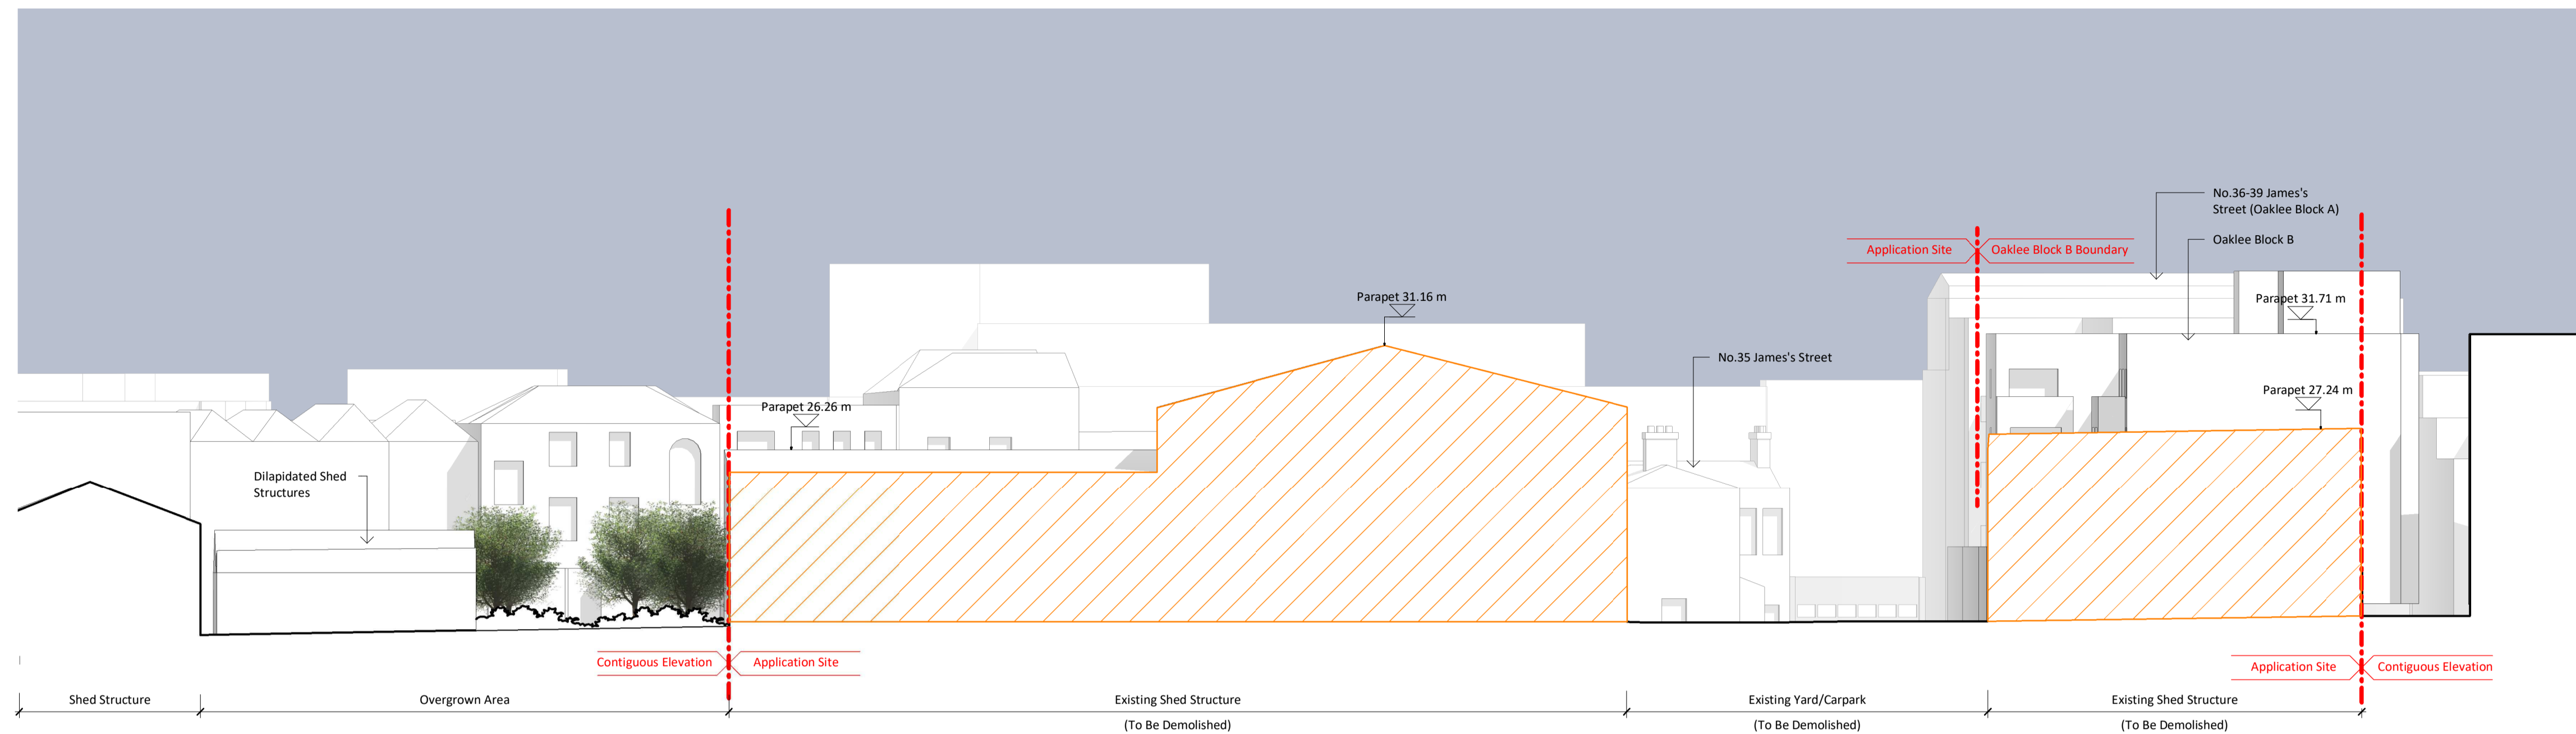 No.36-39 James's
Street (Oaklee Block A)
Oaklee Block B
Application Site
Oaklee Block B Boundary
Parapet 31.16 m
Parapet 31.71 m
No.35 James's Street
Parapet 27.24 m
Parapet 26.26 m
Dilapidated Shed
Structures
Contiguous Elevation
Application Site
Application Site
Contiguous Elevation
Shed Structure
Overgrown Area
Existing Shed Structure
(To Be Demolished)
Existing Yard/Carpark
(To Be Demolished)
Existing Shed Structure
(To Be Demolished)